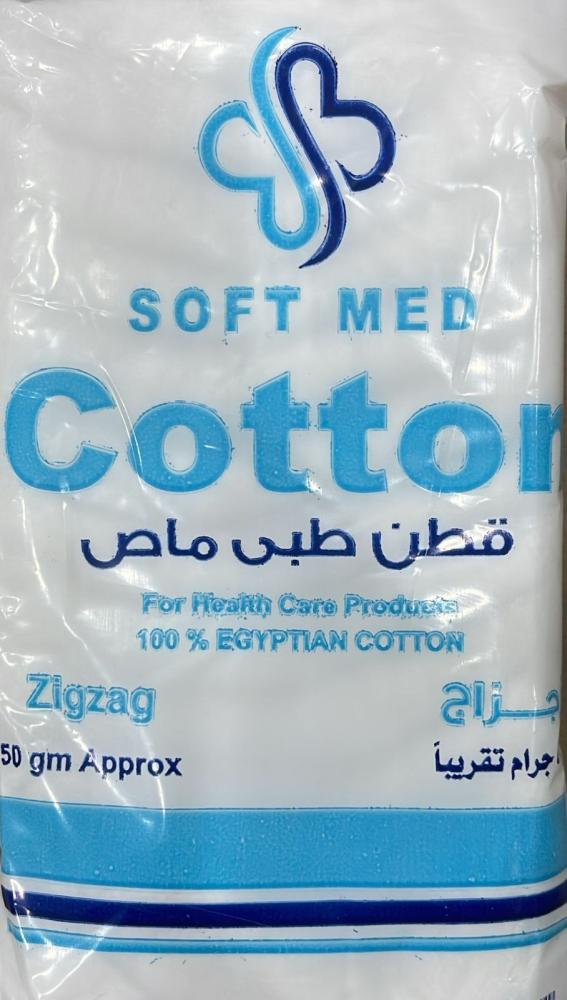 SOFT MED
Cotton
قطن طبى ماص
For Health Care Products
100 % EGYPTIAN COTTON
Zigzag
50 gm Approx
جرام تقريباً